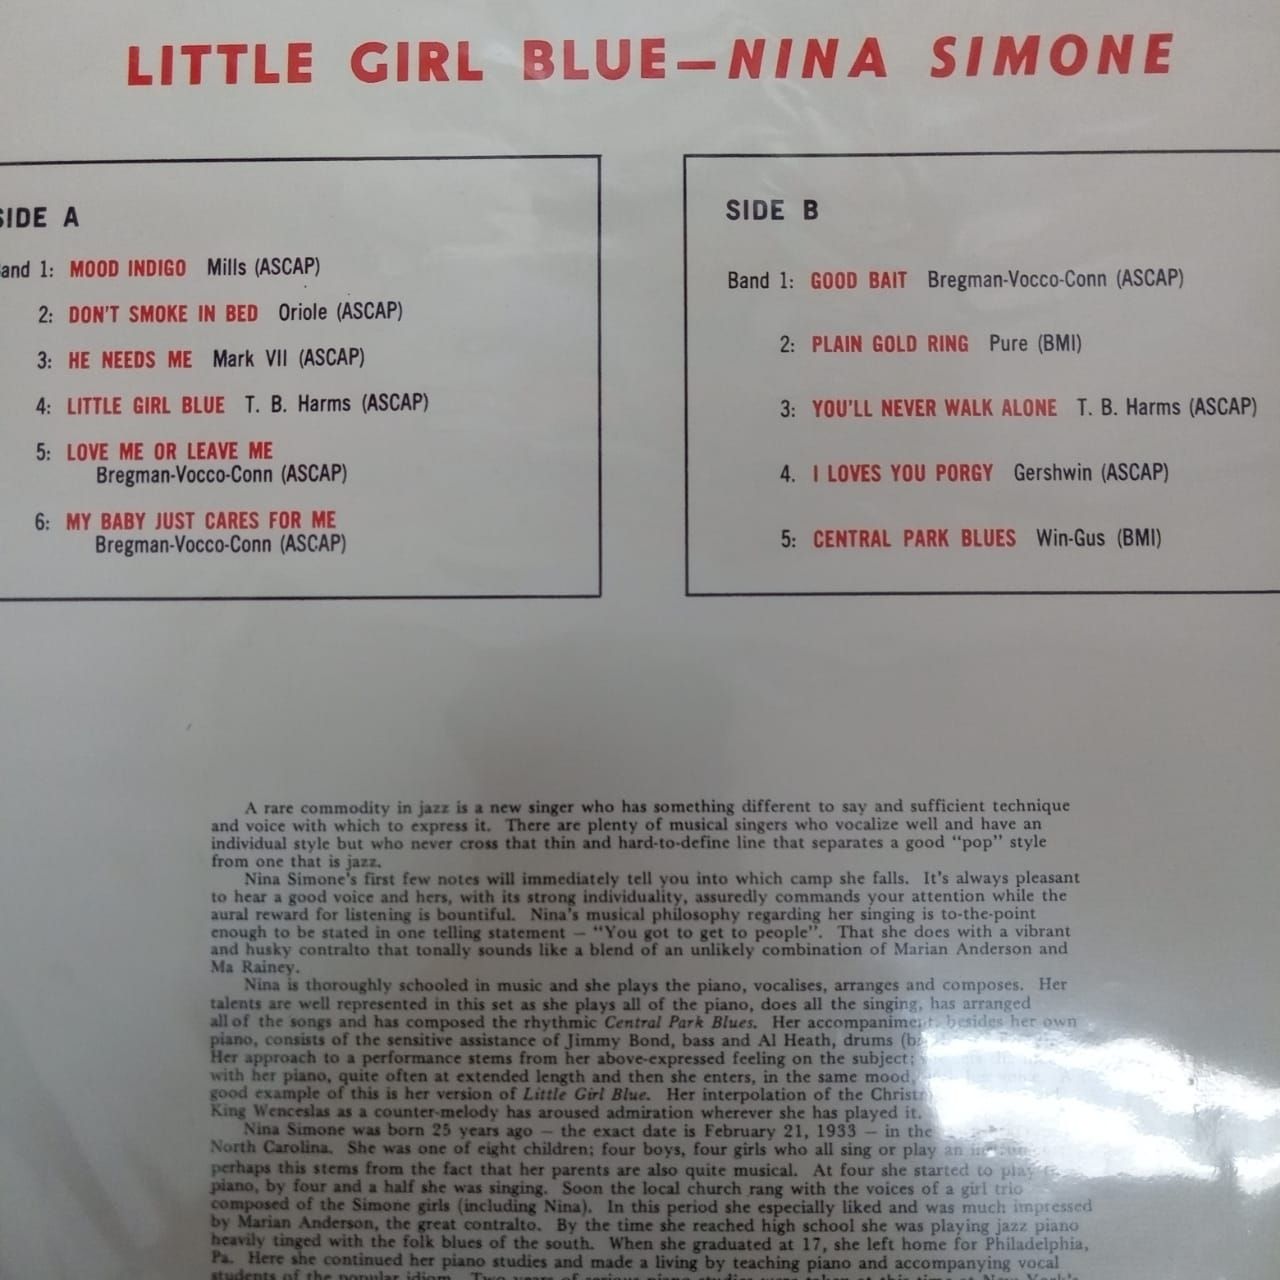 LITTLE GIRL BLUE—NINA SIMONE
SIDE A
Band 1: MOOD INDIGO Mills (ASCAP)
2: DON'T SMOKE IN BED Oriole (ASCAP)
3: HE NEEDS ME Mark VII (ASCAP)
4: LITTLE GIRL BLUE T. B. Harms (ASCAP)
5: LOVE ME OR LEAVE ME
Bregman-Vocco-Conn (ASCAP)
6: MY BABY JUST CARES FOR ME
Bregman-Vocco-Conn (ASCAP)
SIDE B
Band 1: GOOD BAIT Bregman-Vocco-Conn (ASCAP)
2: PLAIN GOLD RING Pure (BMI)
3: YOU'LL NEVER WALK ALONE T. B. Harms (ASCAP)
4. I LOVES YOU PORGY Gershwin (ASCAP)
5: CENTRAL PARK BLUES Win-Gus (BMI)
A rare commodity in jazz is a new singer who has something different to say and sufficient technique
and voice with which to express it. There are plenty of musical singers who vocalize well and have an
individual style but who never cross that thin and hard-to-define line that separates a good "pop" style
from one that is jazz.
Nina Simone's first few notes will immediately tell you into which camp she falls. It's always pleasant
to hear a good voice and hers, with its strong individuality, assuredly commands your attention while the
aural reward for listening is bountiful. Nina's musical philosophy regarding her singing is to-the-point
enough to be stated in one telling statement — "You got to get to people". That she does with a vibrant
and husky contralto that tonally sounds like a blend of an unlikely combination of Marian Anderson and
Ma Rainey.
Nina is thoroughly schooled in music and she plays the piano, vocalises, arranges and composes. Her
talents are well represented in this set as she plays all of the piano, does all the singing, has arranged
all of the songs and has composed the rhythmic Central Park Blues. Her accompaniment, besides her own
piano, consists of the sensitive assistance of Jimmy Bond, bass and Al Heath, drums
Her approach to a performance stems from her above-expressed feeling on the subject;
with her piano, quite often at extended length and then she enters, in the same mood,
good example of this is her version of Little Girl Blue. Her interpolation of the
King Wenceslas as a counter-melody has aroused admiration wherever she has played it.
Nina Simone was born 25 years ago — the exact date is February 21, 1933 — in the
North Carolina. She was one of eight children; four boys, four girls who all sing or play an
perhaps this stems from the fact that her parents are also quite musical. At four she started to play
piano, by four and a half she was singing. Soon the local church rang with the voices of a girl trio
composed of the Simone girls (including Nina). In this period she especially liked and was much impressed
by Marian Anderson, the great contralto. By the time she reached high school she was playing jazz piano
heavily tinged with the folk blues of the south. When she graduated at 17, she left home for Philadelphia,
Pa. Here she continued her piano studies and made a living by teaching piano and accompanying vocal
students of the popular idiom. Two years of serious piano studies were taken at this time at New York's